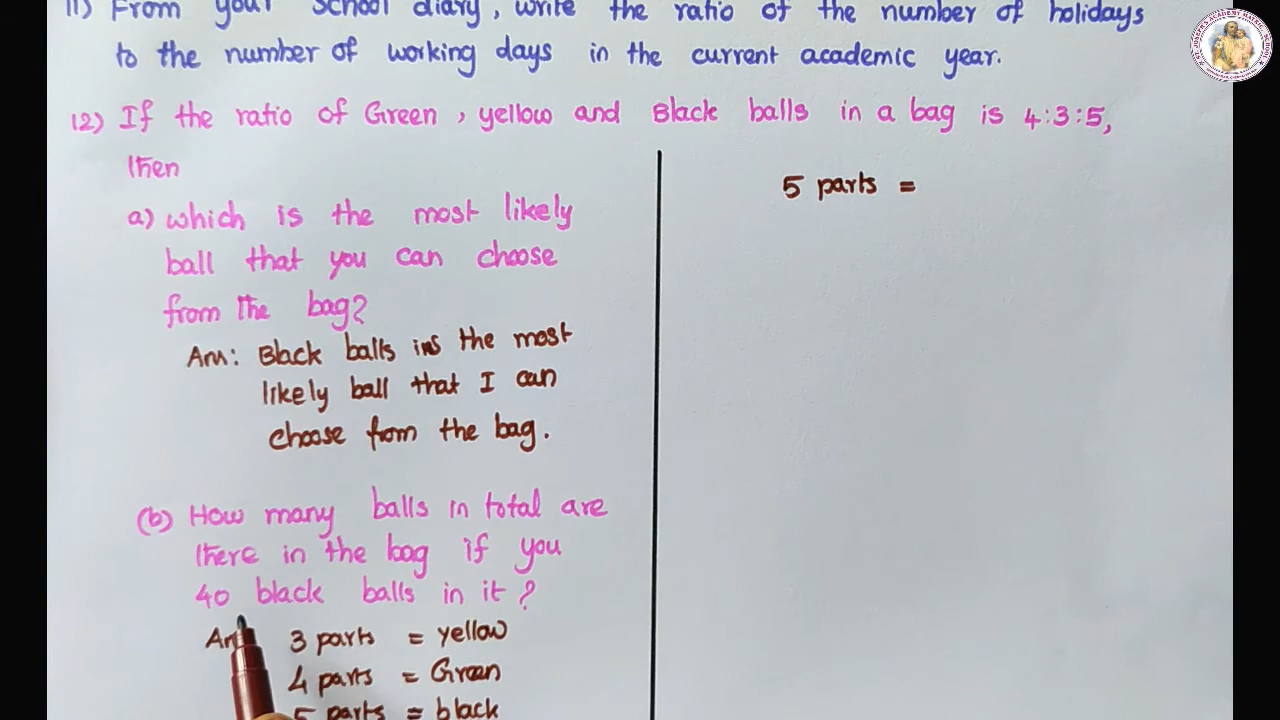 11) From your School diary, write the ratio of the number of holidays
to the number of working days in the current academic year.
12) If the ratio of Green, yellow and Black balls in a bag is 4:3:5,
then
a) which is the most likely
ball that you can choose
from the bag?
Ans: Black balls is the most
likely ball that I can
choose from the bag.
(b) How many balls in total are
there in the bag if you
40 black balls in it?
3 parts = yellow
4 parts = Green
5 parts = black
5 parts =